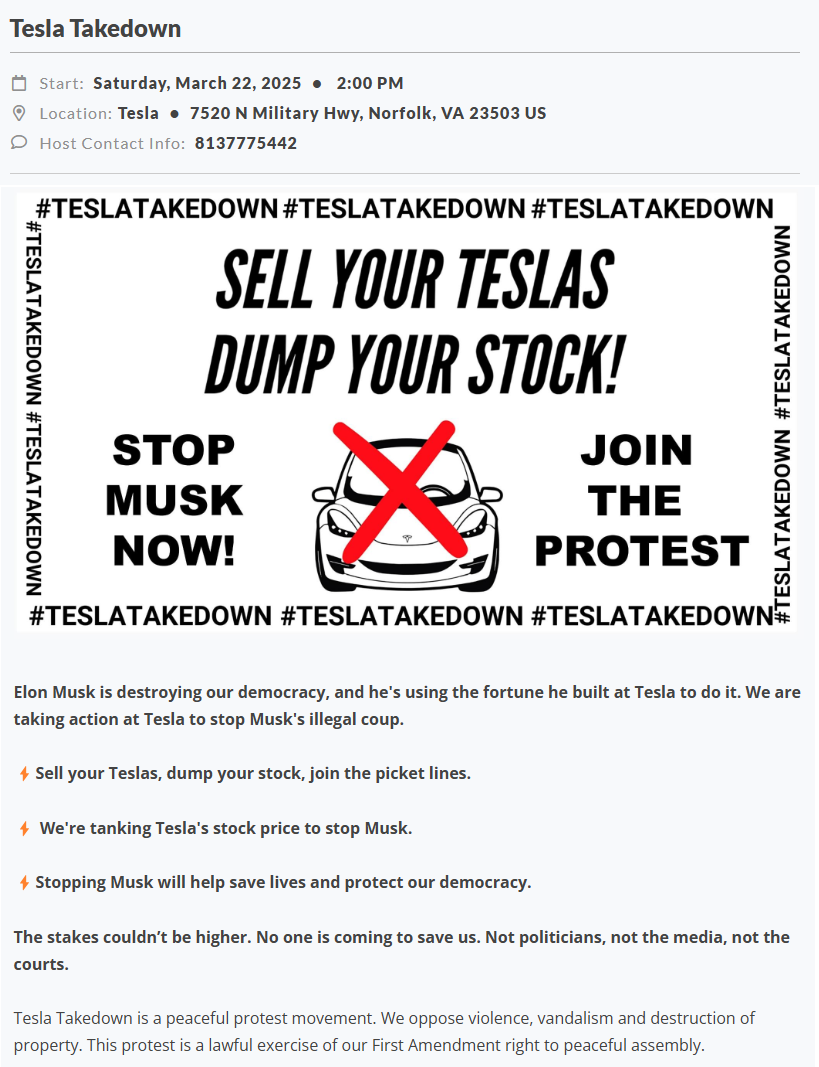 Tesla Takedown
Start: Saturday, March 22, 2025 ● 2:00 PM
Location: Tesla ● 7520 N Military Hwy, Norfolk, VA 23503 US
Host Contact Info: 8137775442
#TESLATAKEDOWN #TESLATAKEDOWN #TESLATAKEDOWN
#TESLATAKEDOWN #TESLATAKEDOWN
SELL YOUR TESLAS
DUMP YOUR STOCK!
STOP
MUSK
NOW!
JOIN
THE
PROTEST
#TESLATAKEDOWN #TESLATAKEDOWN
#TESLATAKEDOWN #TESLATAKEDOWN #TESLATAKEDOWN
Elon Musk is destroying our democracy, and he's using the fortune he built at Tesla to do it. We are
taking action at Tesla to stop Musk's illegal coup.
Sell your Teslas, dump your stock, join the picket lines.
We're tanking Tesla's stock price to stop Musk.
Stopping Musk will help save lives and protect our democracy.
The stakes couldn’t be higher. No one is coming to save us. Not politicians, not the media, not the
courts.
Tesla Takedown is a peaceful protest movement. We oppose violence, vandalism and destruction of
property. This protest is a lawful exercise of our First Amendment right to peaceful assembly.